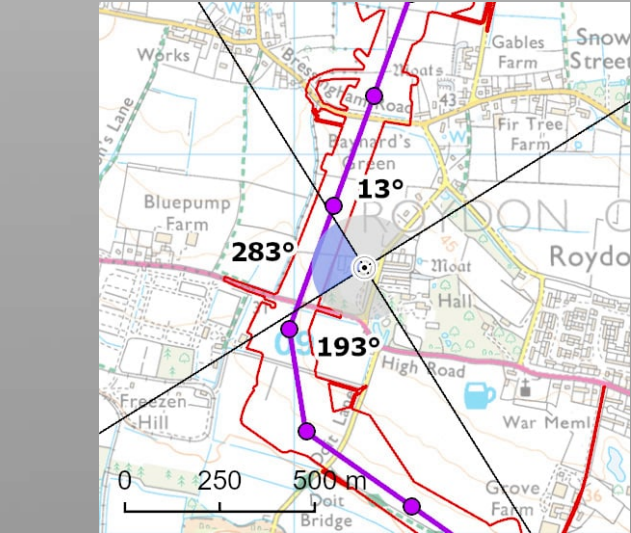 Gables
Farm
Snow
Street
Works
Bressingham Road
Moats
43
Fir Tree
Farm
W
Baynard's
Green
13°
Bluepump
Farm
ROYDON
Roydo
283°
45
Moat
Hall
193°
High Road
Freezen
Hill
War Meml
0 250 500 m
Doit
Bridge
Grove
Farm
36